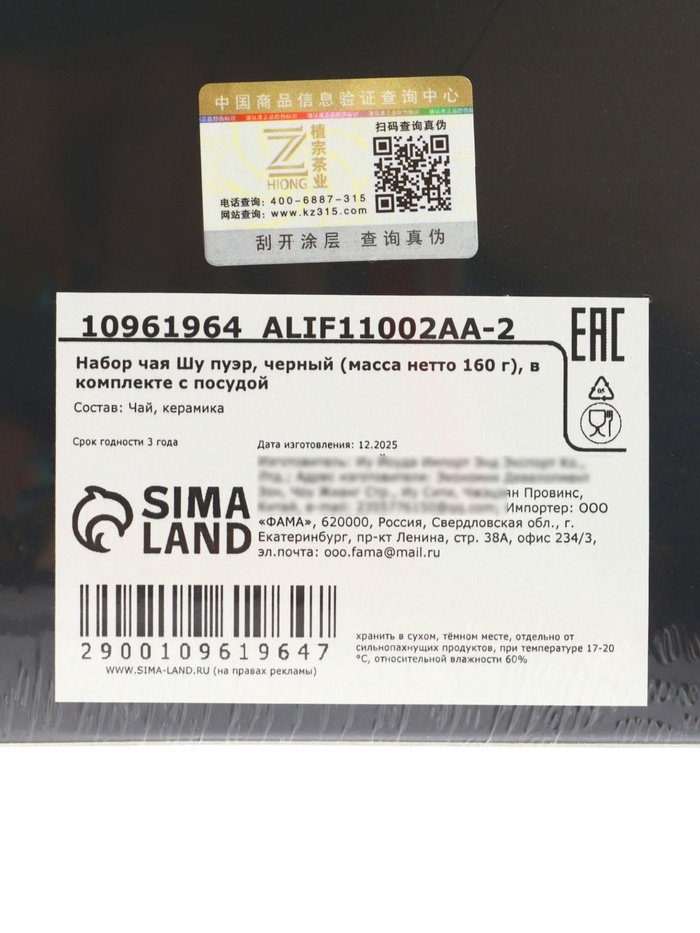 中国商品信息验证查询中心
植宗茶业
扫码查询真伪
Z
HIONG
电话查询: 400-6887-315
网站查询: www.kz315.com
刮开涂层 查询真伪
10961964 ALIF11002AA-2
EAC
Набор чая Шу пуэр, черный (масса нетто 160 г), в
комплекте с посудой
Состав: Чай, керамика
Срок годности 3 года
Дата изготовления: 12.2025
SIMA
LAND
Провинс,
Импортер: ООО
«ФАМА», 620000, Россия, Свердловская обл., г.
Екатеринбург, пр-кт Ленина, стр. 38А, офис 234/3,
эл.почта: ooo.fama@mail.ru
2900109619647
WWW.SIMA-LAND.RU (на правах рекламы)
хранить в сухом, тёмном месте, отдельно от
сильнопахнущих продуктов, при температуре 17-20
°С, относительной влажности 60%